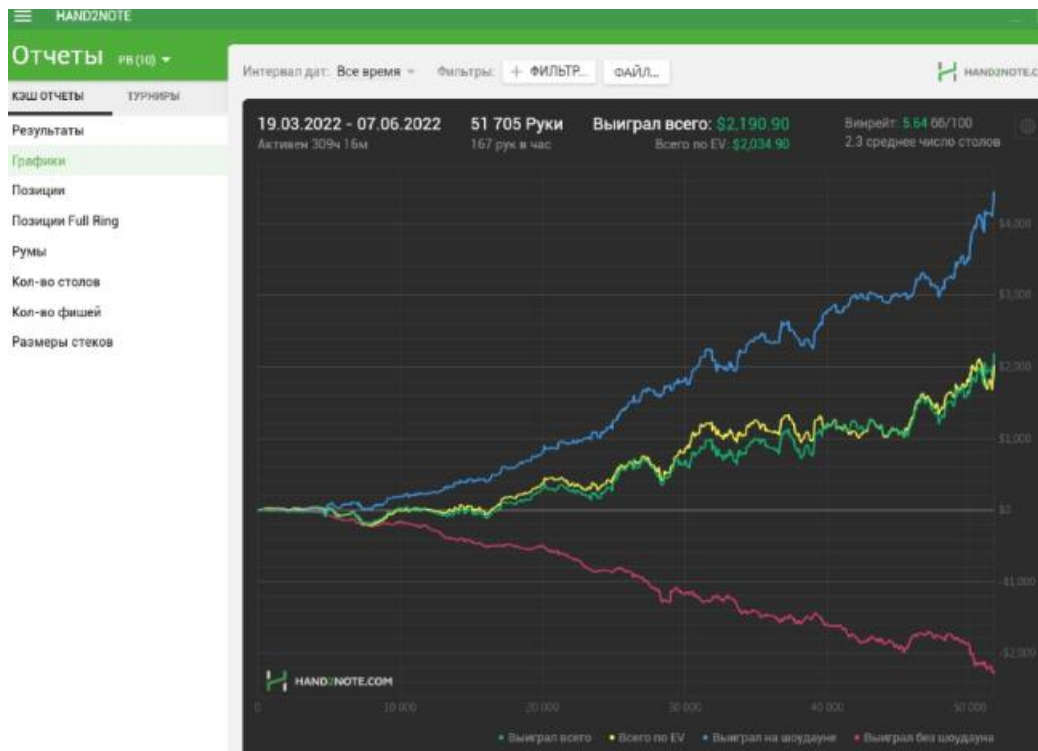 HAND2NOTE
Отчеты PB (10)
КЭШ ОТЧЕТЫ ТУРНИРЫ
Результаты
Графики
Позиции
Позиции Full Ring
Румы
Кол-во столов
Кол-во фишей
Размеры стеков
Интервал дат: Все время Фильтры: + ФИЛЬТР... ФАЙЛ...
HAND2NOTE.C
19.03.2022 - 07.06.2022 51 705 Руки Выиграл всего: $2,190.90 Винрейт: 5.64 бб/100
Активен 309ч 16м 167 рук в час Всего по EV: $2,034.90 2.3 среднее число столов
$4,000
$3,000
$2,000
$1,000
$0
-$1,000
-$2,000
HAND2NOTE.COM
0 10 000 20 000 30 000 40 000 50 000
Выиграл всего Всего по EV Выиграл на шоудауне Выиграл без шоудауна